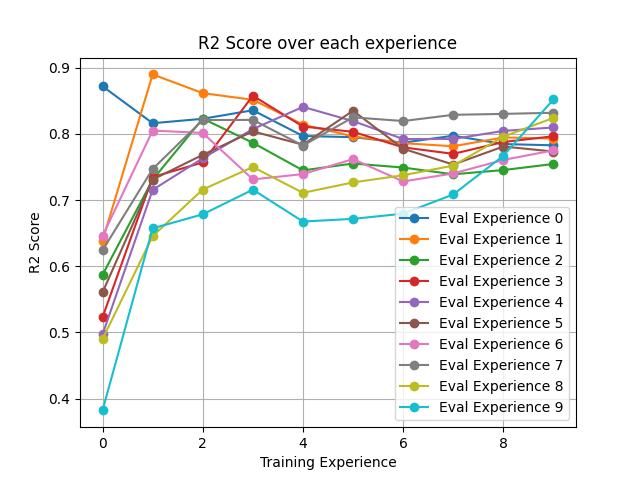 R2 Score over each experience
R2 Score
0.9
0.8
0.7
0.6
0.5
0.4
0 2 4 6 8
Training Experience
Eval Experience 0
Eval Experience 1
Eval Experience 2
Eval Experience 3
Eval Experience 4
Eval Experience 5
Eval Experience 6
Eval Experience 7
Eval Experience 8
Eval Experience 9